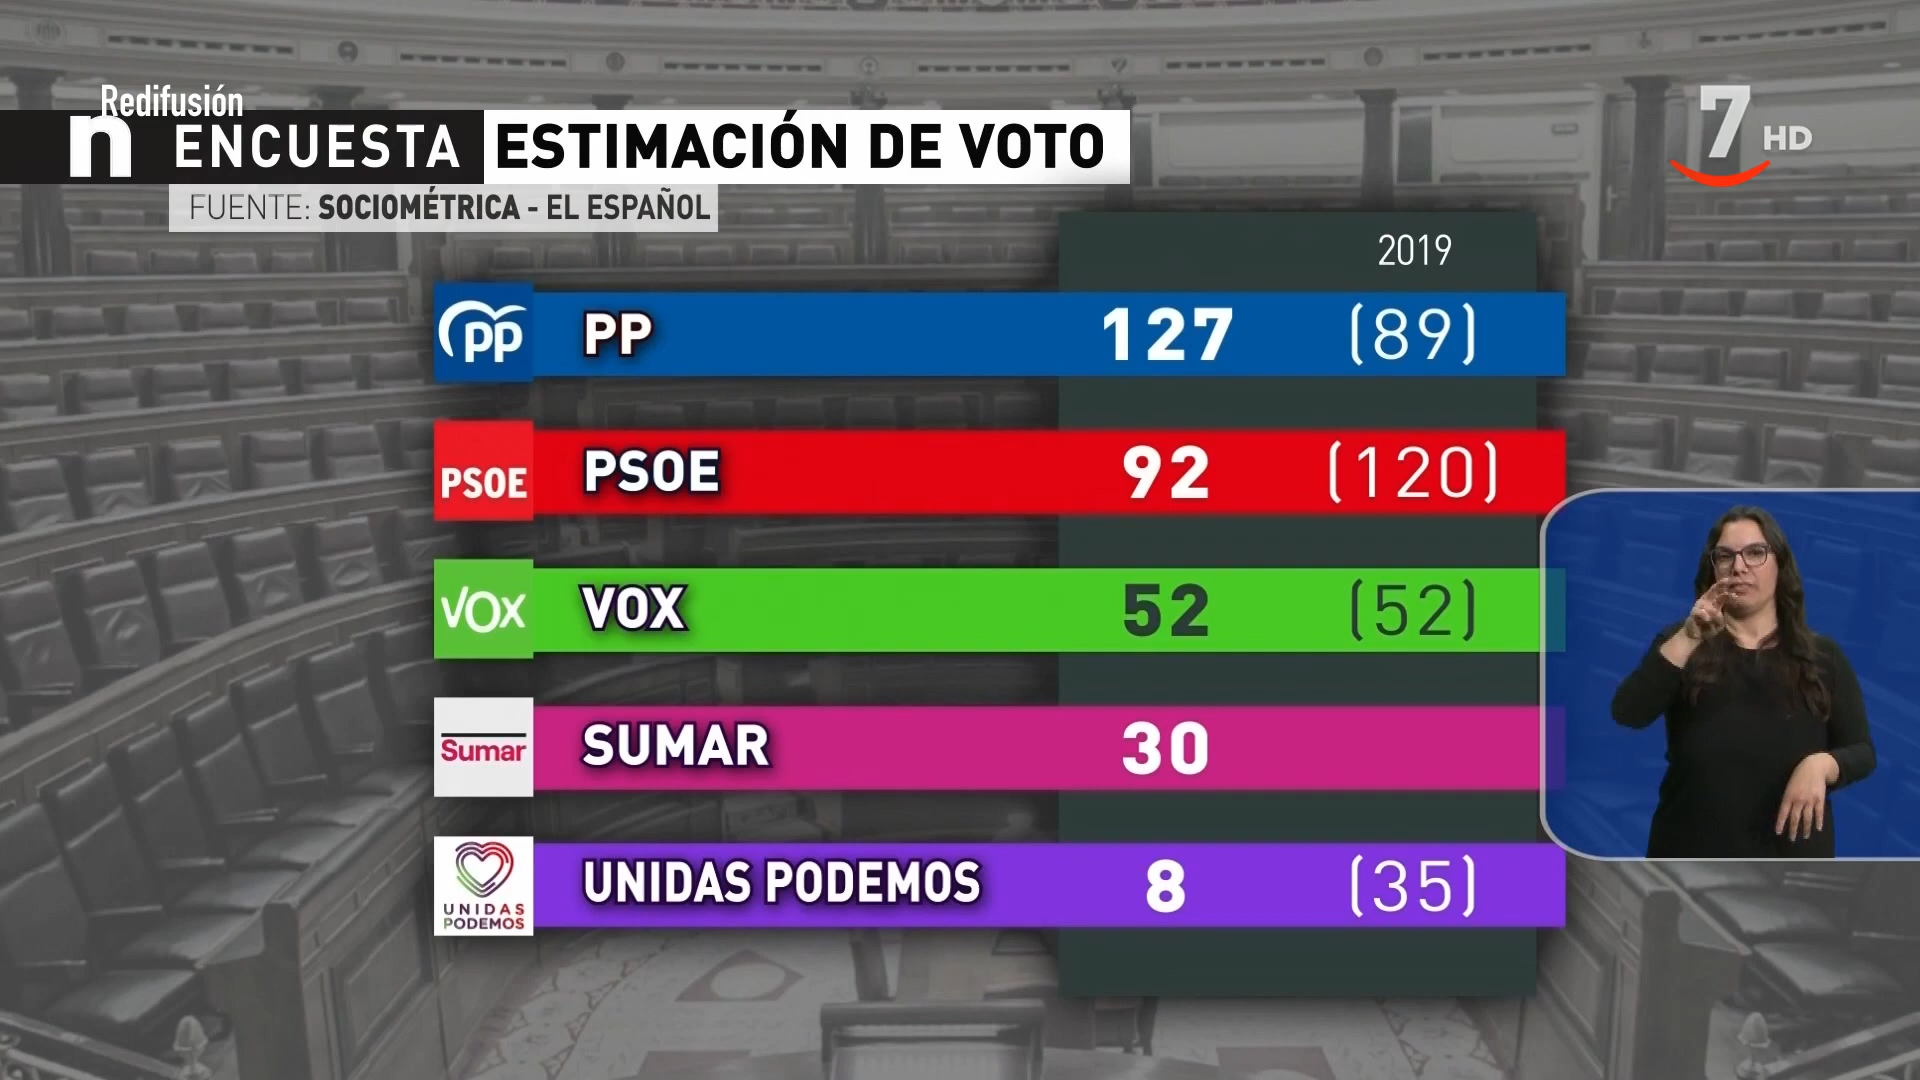 Redifusión
n ENCUESTA ESTIMACIÓN DE VOTO
7 HD
FUENTE: SOCIOMÉTRICA - EL ESPAÑOL
2019
pp PP 127 (89)
PSOE PSOE 92 (120)
VOX VOX 52 (52)
Sumar SUMAR 30
UNIDAS PODEMOS UNIDAS PODEMOS 8 (35)